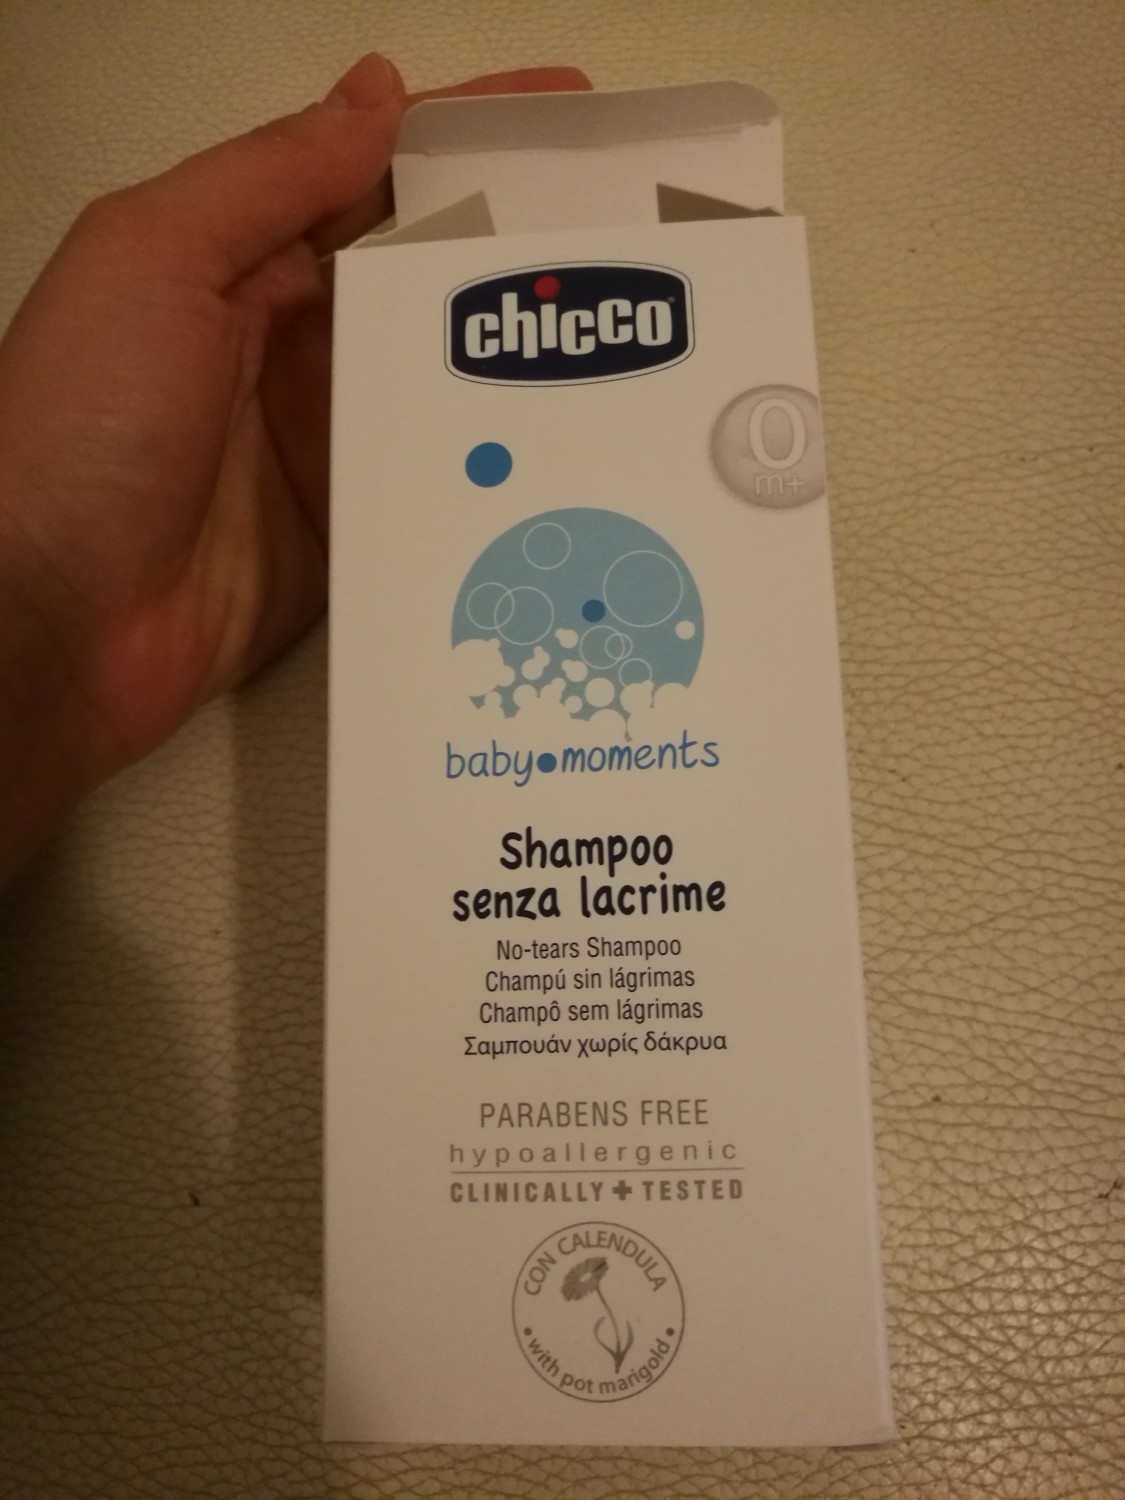 chicco
0
m+
baby moments
Shampoo
senza lacrime
No-tears Shampoo
Champú sin lágrimas
Champô sem lágrimas
Σαμπουάν χωρίς δάκρυα
PARABENS FREE
hypoallergenic
CLINICALLY + TESTED
CON CALENDULA
• with pot marigold •